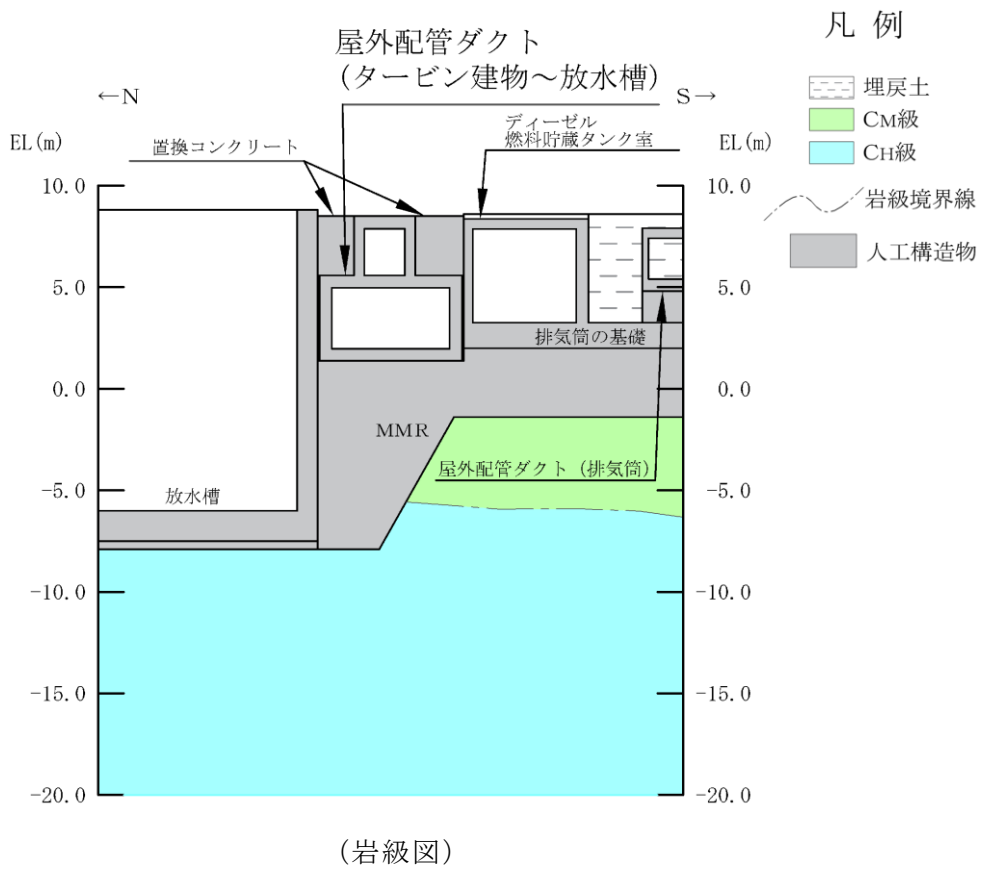 屋外配管ダクト
（タービン建物～放水槽）
凡 例
←N
S→
埋戻土
CM級
CH級
岩級境界線
人工構造物
EL(m)
EL(m)
置換コンクリート
ディーゼル
燃料貯蔵タンク室
10.0
10.0
5.0
5.0
排気筒の基礎
0.0
0.0
MMR
屋外配管ダクト（排気筒）
-5.0
-5.0
放水槽
-10.0
-10.0
-15.0
-15.0
-20.0
-20.0
（岩級図）